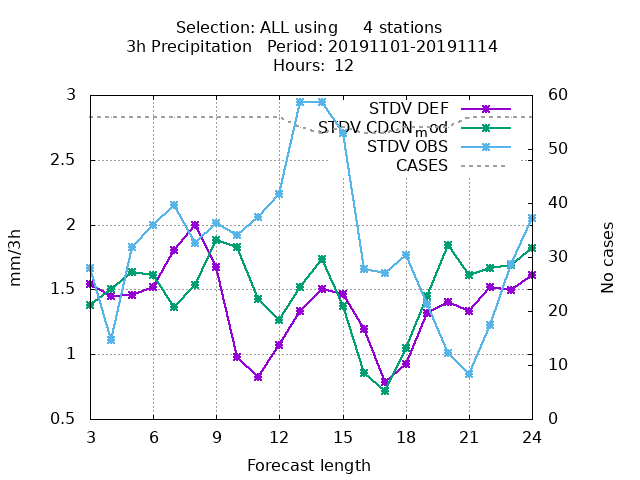 Selection: ALL using 4 stations
3h Precipitation Period: 20191101-20191114
Hours: 12
STDV DEF
STDV CDCN_mod
STDV OBS
CASES
mm/3h
No cases
3
2.5
2
1.5
1
0.5
60
50
40
30
20
10
0
3 6 9 12 15 18 21 24
Forecast length